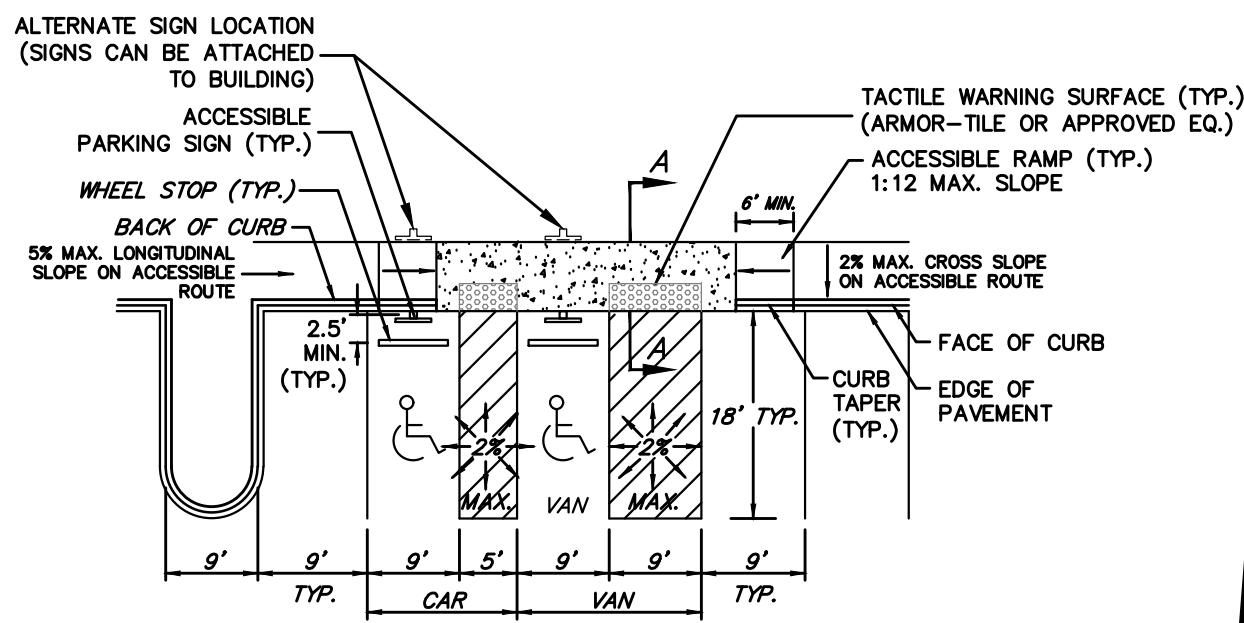 ALTERNATE SIGN LOCATION
(SIGNS CAN BE ATTACHED
TO BUILDING)
ACCESSIBLE
PARKING SIGN (TYP.)
WHEEL STOP (TYP.)
BACK OF CURB
5% MAX. LONGITUDINAL
SLOPE ON ACCESSIBLE
ROUTE
TACTILE WARNING SURFACE (TYP.)
(ARMOR-TILE OR APPROVED EQ.)
A
ACCESSIBLE RAMP (TYP.)
1:12 MAX. SLOPE
6' MIN.
2% MAX. CROSS SLOPE
ON ACCESSIBLE ROUTE
2.5'
MIN.
(TYP.)
A
FACE OF CURB
CURB
TAPER
(TYP.)
EDGE OF
PAVEMENT
18' TYP.
2%
MAX.
VAN
2%
MAX.
9'
9'
TYP.
9'
5'
9'
9'
9'
TYP.
CAR
VAN